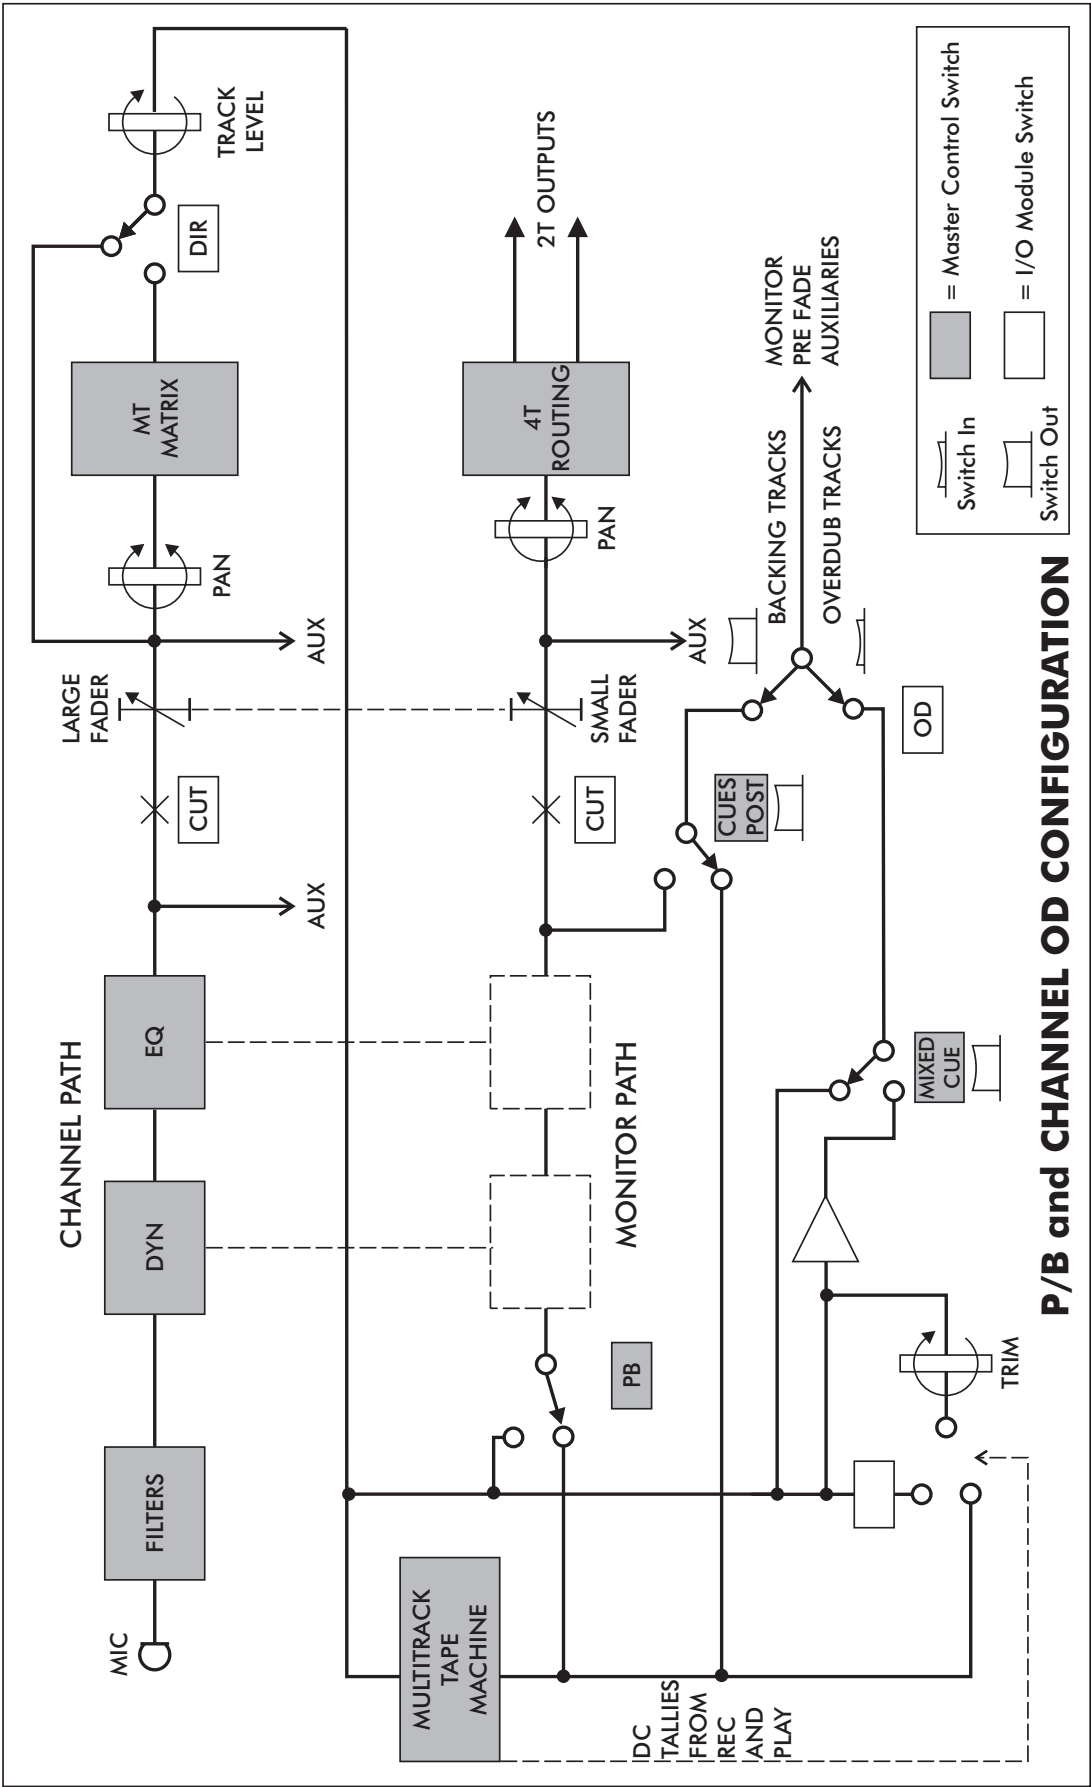 CHANNEL PATH
MIC
FILTERS
DYN
EQ
AUX
CUT
LARGE
FADER
AUX
PAN
MT
MATRIX
DIR
TRACK
LEVEL
MULTITRACK
TAPE
MACHINE
PB
MONITOR PATH
CUT
SMALL
FADER
AUX
PAN
4T
ROUTING
2T OUTPUTS
DC
TALLIES
FROM
REC
AND
PLAY
TRIM
MIXED
CUE
CUES
POST
OD
BACKING TRACKS
OVERDUB TRACKS
MONITOR
PRE FADE
AUXILIARIES
P/B and CHANNEL OD CONFIGURATION
Switch In
= Master Control Switch
Switch Out
= I/O Module Switch